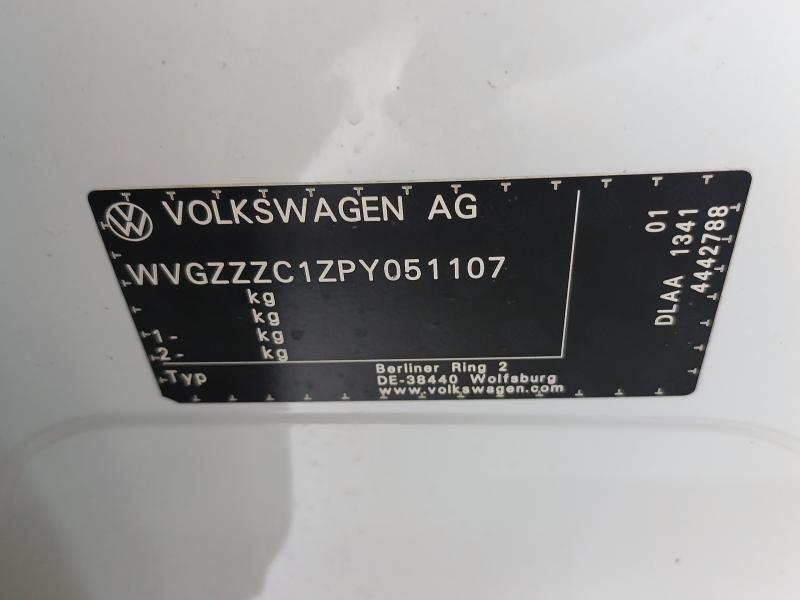 VOLKSWAGEN AG
WVGZZZC1ZPY051107
kg
kg
1- kg
2- kg
Typ
Berliner Ring 2
DE-38440 Wolfsburg
www.volkswagen.com
01
DLAA 1341
4442788